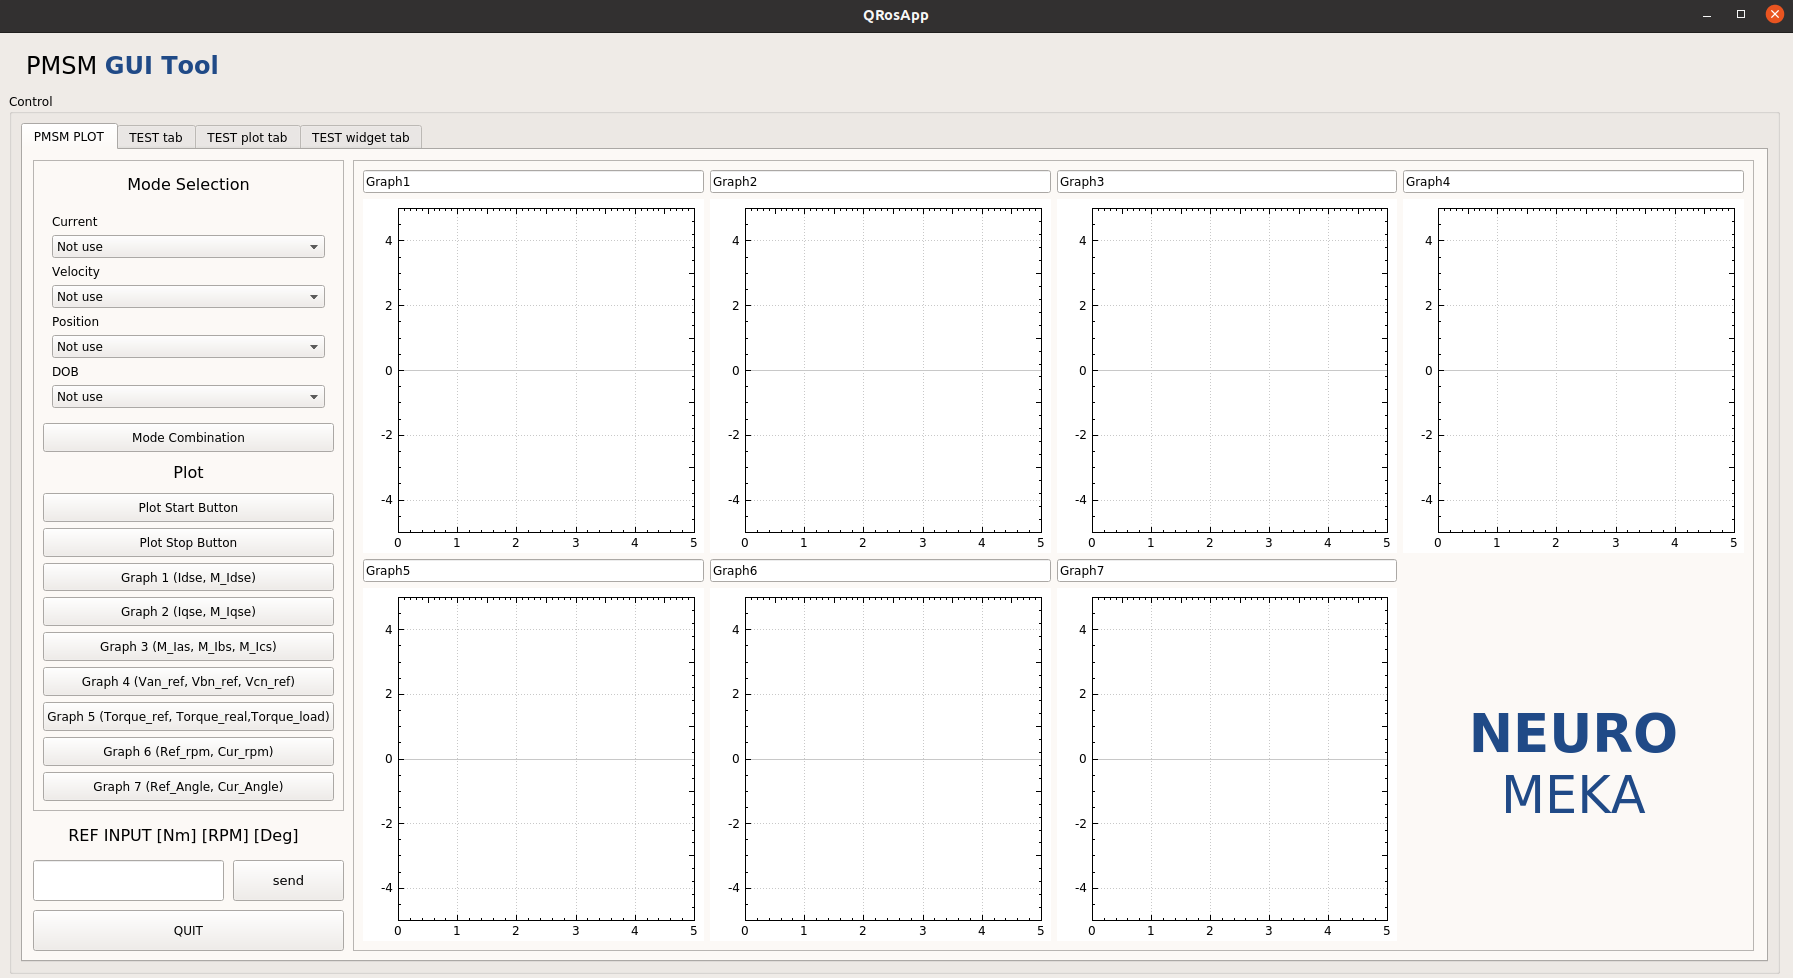 QRosApp
PMSM GUI Tool
Control
PMSM PLOT TEST tab TEST plot tab TEST widget tab
Mode Selection
Current
Not use
Velocity
Not use
Position
Not use
DOB
Not use
Mode Combination
Plot
Plot Start Button
Plot Stop Button
Graph 1 (Idse, M_Idse)
Graph 2 (Iqse, M_Iqse)
Graph 3 (M_Ias, M_Ibs, M_Ics)
Graph 4 (Van_ref, Vbn_ref, Vcn_ref)
Graph 5 (Torque_ref, Torque_real,Torque_load)
Graph 6 (Ref_rpm, Cur_rpm)
Graph 7 (Ref_Angle, Cur_Angle)
REF INPUT [Nm] [RPM] [Deg]
send
QUIT
Graph1
4
2
0
-2
-4
0 1 2 3 4 5
Graph2
4
2
0
-2
-4
0 1 2 3 4 5
Graph3
4
2
0
-2
-4
0 1 2 3 4 5
Graph4
4
2
0
-2
-4
0 1 2 3 4 5
Graph5
4
2
0
-2
-4
0 1 2 3 4 5
Graph6
4
2
0
-2
-4
0 1 2 3 4 5
Graph7
4
2
0
-2
-4
0 1 2 3 4 5
NEURO
MEKA